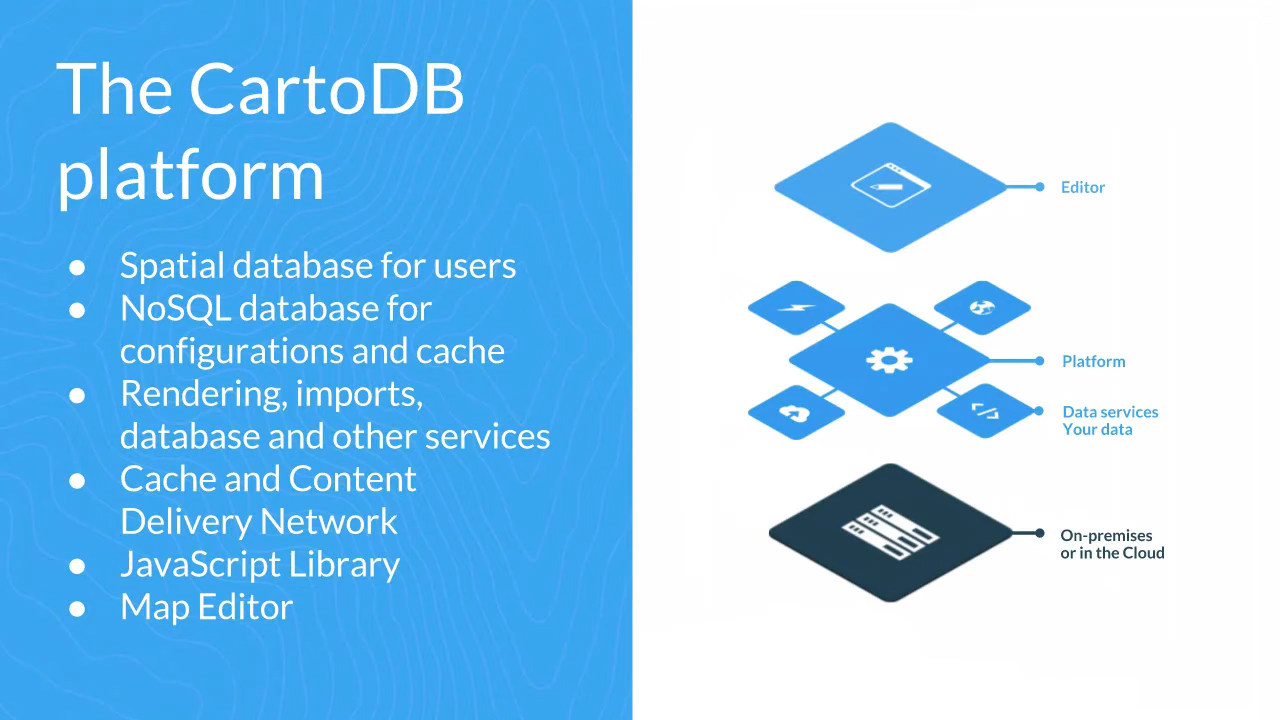 The CartoDB
platform
● Spatial database for users
● NoSQL database for
configurations and cache
● Rendering, imports,
database and other services
● Cache and Content
Delivery Network
● JavaScript Library
● Map Editor
Editor
Platform
Data services
Your data
On-premises
or in the Cloud